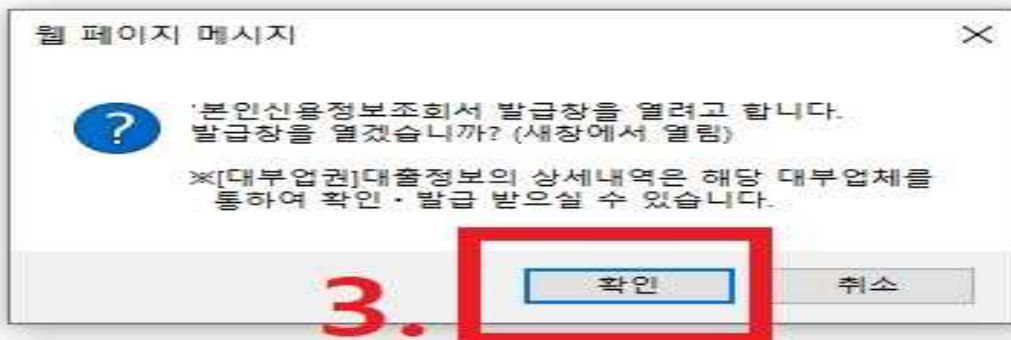 웹 페이지 메시지
'본인신용정보조회서 발급창을 열려고 합니다.
발급창을 열겠습니까? (새창에서 열림)
※[대부업권]대출정보의 상세내역은 해당 대부업체를
통하여 확인·발급 받으실 수 있습니다.
확인
취소
3.